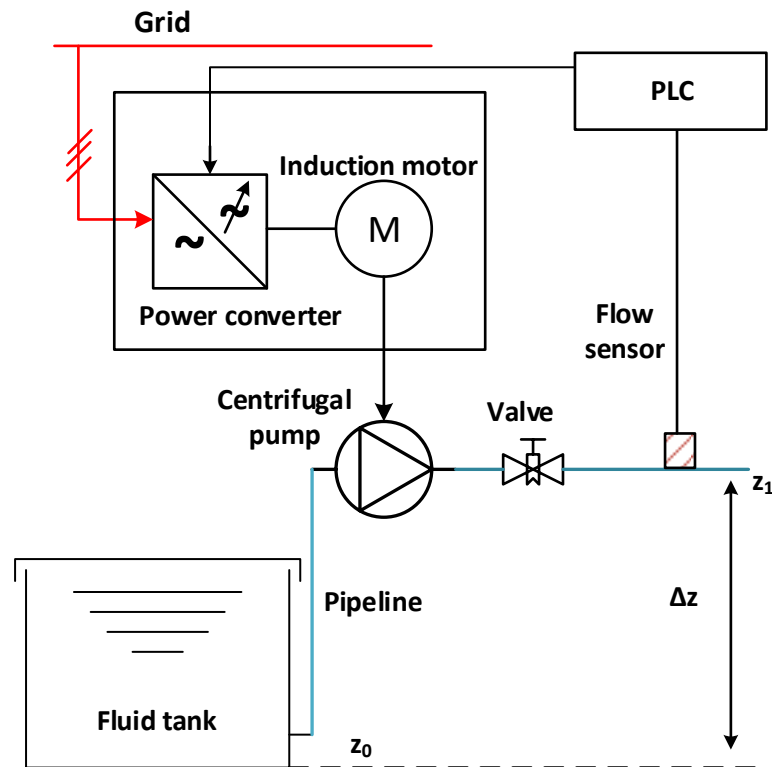 Grid
PLC
Induction motor
M
~
~
Power converter
Flow
sensor
Centrifugal
pump
Valve
z₁
Pipeline
Δz
Fluid tank
z₀